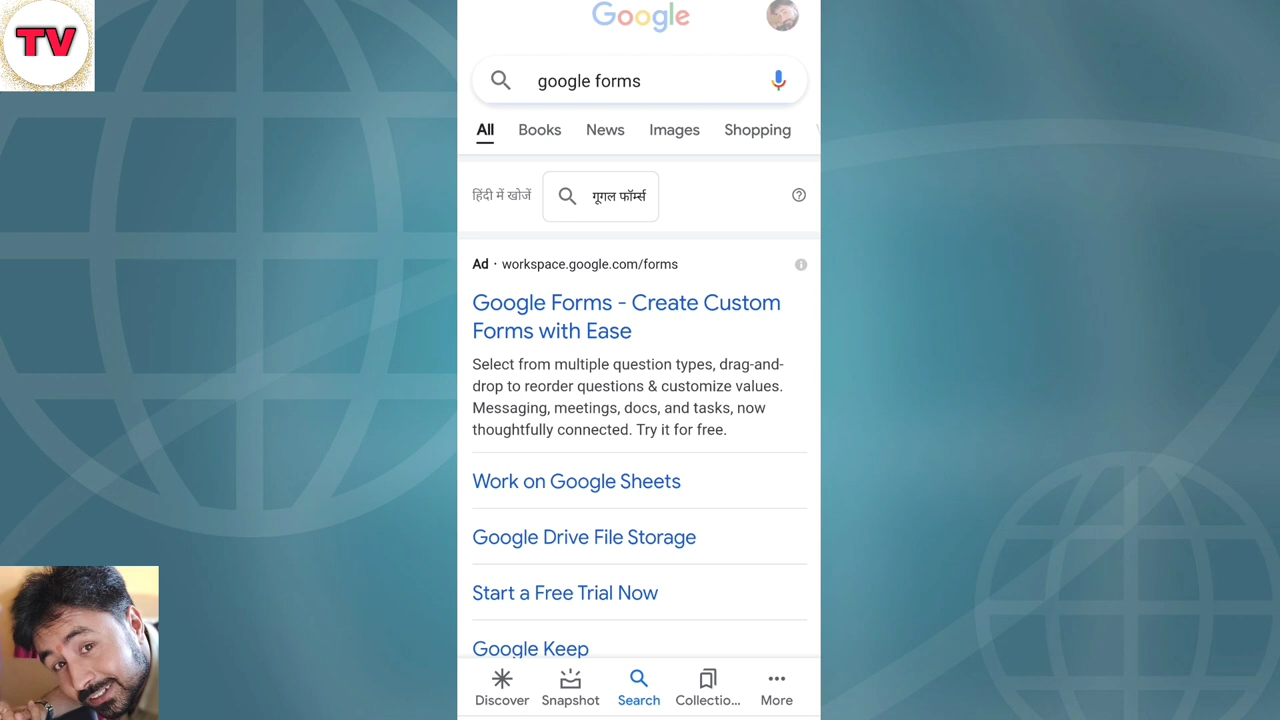 TV
Google
google forms
All Books News Images Shopping
हिंदी में खोजें गूगल फॉर्म्स
Ad · workspace.google.com/forms
Google Forms - Create Custom
Forms with Ease
Select from multiple question types, drag-and-
drop to reorder questions & customize values.
Messaging, meetings, docs, and tasks, now
thoughtfully connected. Try it for free.
Work on Google Sheets
Google Drive File Storage
Start a Free Trial Now
Google Keep
Discover Snapshot Search Collectio... More